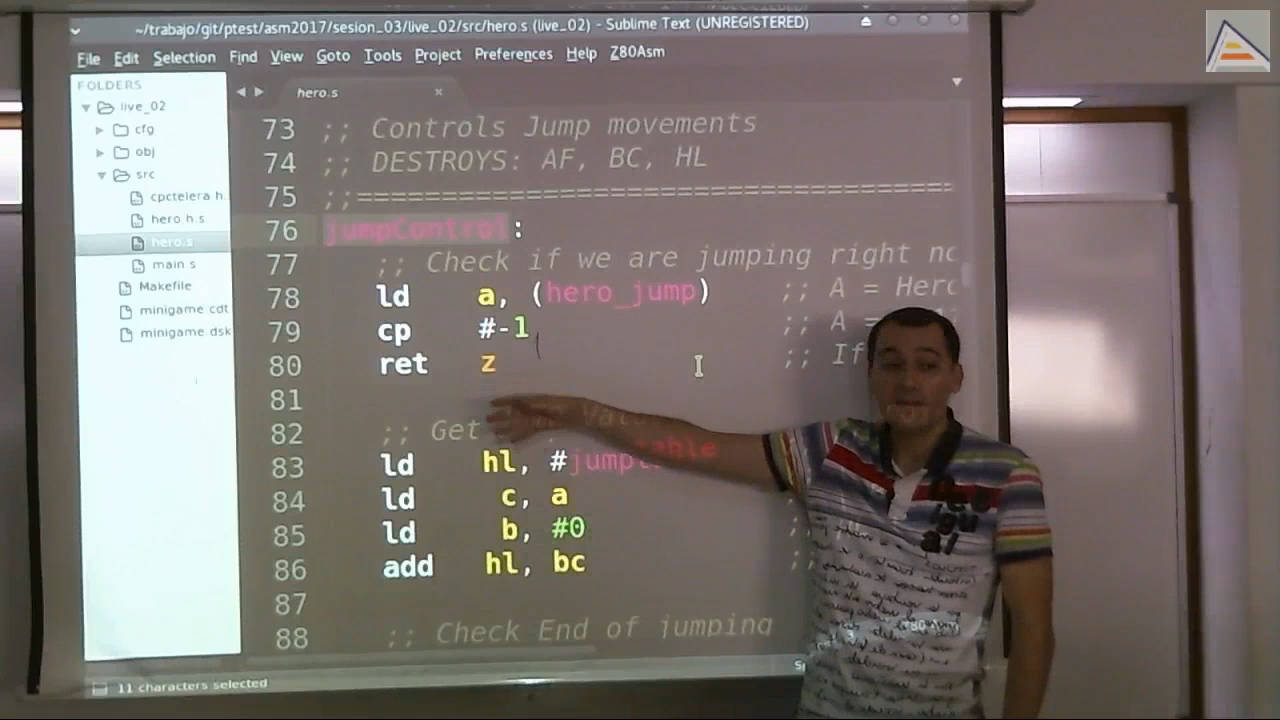 ~/trabajo/git/ptest/asm2017/sesion_03/live_02/src/hero.s (live_02) - Sublime Text (UNREGISTERED)
File Edit Selection Find View Goto Tools Project Preferences Help Z80Asm
FOLDERS
live_02
cfg
obj
src
cpctelera h.
hero h.s
hero.s
main s
Makefile
minigame cdt
minigame.dsk
hero.s
73 ;; Controls Jump movements
74 ;; DESTROYS: AF, BC, HL
75 ;;===================================
76 jumpControl:
77 ;; Check if we are jumping right no
78 ld a, (hero_jump) ;; A = Hero
79 cp #-1 ;; A =
80 ret z ;; If
81
82 ;; Get
83 ld hl, #jump
84 ld c, a
85 ld b, #0
86 add hl, bc ;;
87
88 ;; Check End of jumping
11 characters selected